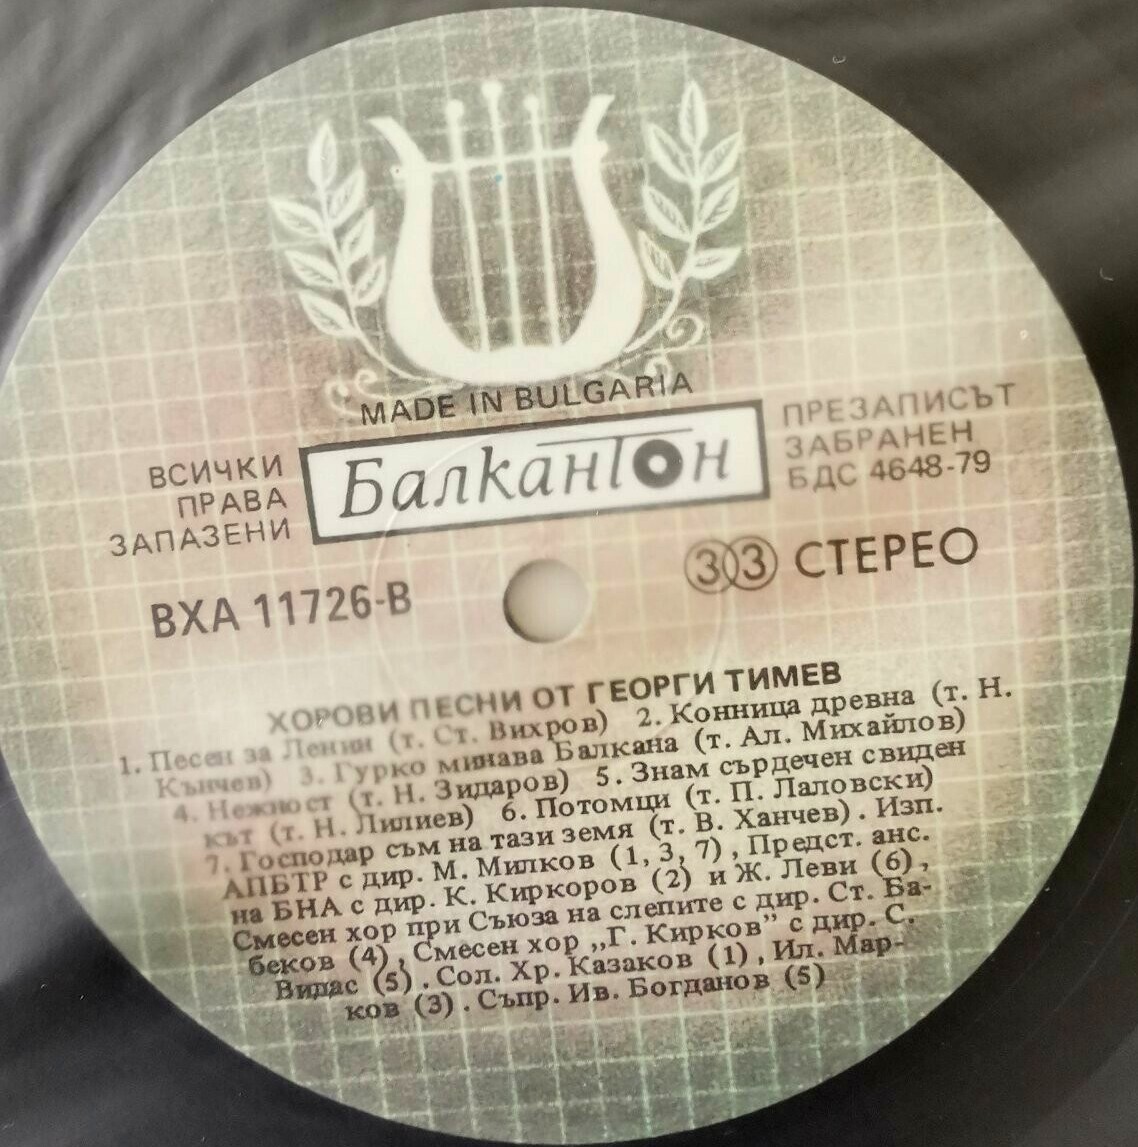 MADE IN BULGARIA
ВСИЧКИ
ПРАВА
ЗАПАЗЕНИ
Балкантон
ПРЕЗАПИСЪТ
ЗАБРАНЕН
БДС 4648-79
ВХА 11726-В
33 СТЕРЕО
ХОРОВИ ПЕСНИ ОТ ГЕОРГИ ТИМЕВ
1. Песен за Ленин (т. Ст. Вихров) 2. Конница древна (т. Н.
Кънчев) 3. Гурко минава Балкана (т. Ал. Михайлов)
4. Нежност (т. Н. Зидаров) 5. Знам сърдечен свиден
кът (т. Н. Лилиев) 6. Потомци (т. П. Лаловски)
7. Господар съм на тази земя (т. В. Ханчев). Изп.
АПБТР с дир. М. Милков (1, 3, 7), Предст. анс.
на БНА с дир. К. Киркоров (2) и Ж. Леви (6),
Смесен хор при Съюза на слепите с дир. Ст. Ба-
беков (4), Смесен хор „Г. Кирков” с дир. С.
Видас (5). Сол. Хр. Казаков (1), Ил. Мар-
ков (3). Съпр. Ив. Богданов (5)